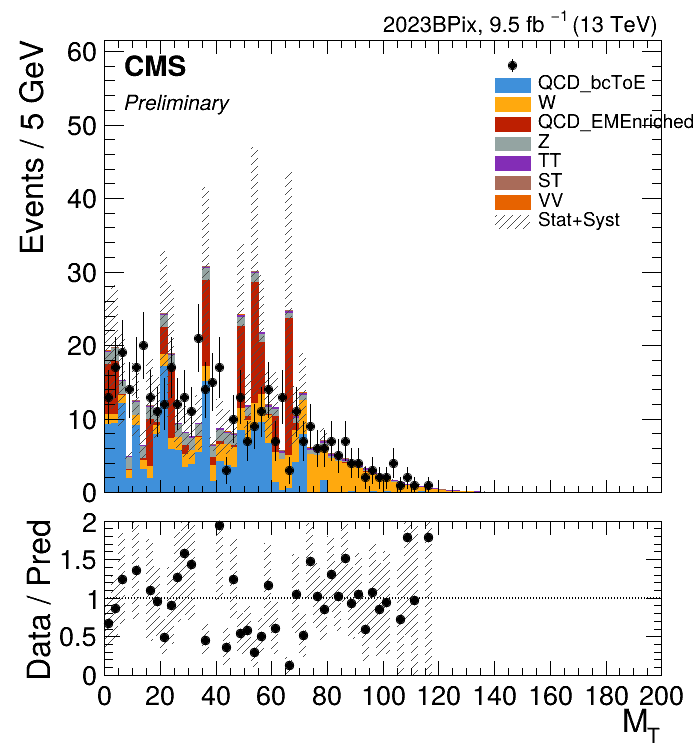 2023BPix, 9.5 fb⁻¹ (13 TeV)
CMS
Preliminary
QCD_bcToE
W
QCD_EMEnriched
Z
TT
ST
VV
Stat+Syst
Events / 5 GeV
60
50
40
30
20
10
0
Data / Pred
2
1.5
1
0.5
0
0 20 40 60 80 100 120 140 160 180 200
M_T